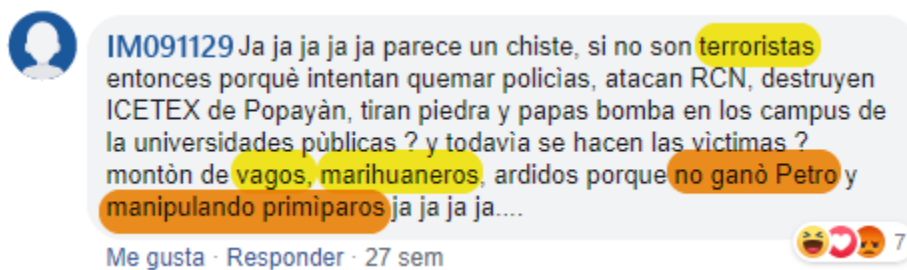 IM091129 Ja ja ja ja ja parece un chiste, si no son terroristas
entonces porquè intentan quemar policìas, atacan RCN, destruyen
ICETEX de Popayàn, tiran piedra y papas bomba en los campus de
la universidades pùblicas ? y todavìa se hacen las vìctimas ?
montòn de vagos, marihuaneros, ardidos porque no ganò Petro y
manipulando primìparos ja ja ja ja....
Me gusta · Responder · 27 sem
7